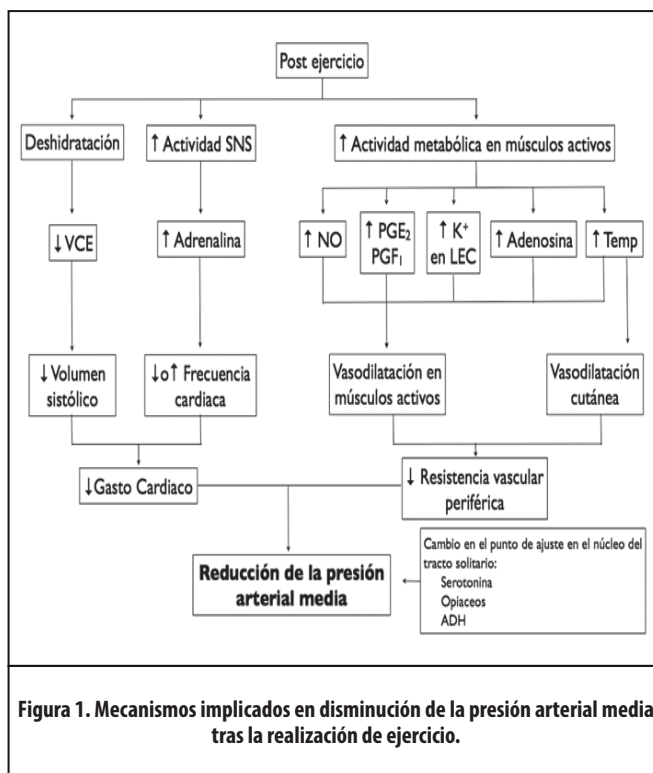 Post ejercicio
Deshidratación
↑ Actividad SNS
↑ Actividad metabólica en músculos activos
↓ VCE
↑ Adrenalina
↑ NO
↑ PGE₂
PGF₁
↑ K⁺
en LEC
↑ Adenosina
↑ Temp
↓ Volumen
sistólico
↓o↑ Frecuencia
cardiaca
Vasodilatación en
músculos activos
Vasodilatación
cutánea
↓Gasto Cardiaco
↓ Resistencia vascular
periférica
Reducción de la presión
arterial media
Cambio en el punto de ajuste en el núcleo del
tracto solitario:
Serotonina
Opiaceos
ADH
Figura 1. Mecanismos implicados en disminución de la presión arterial media
tras la realización de ejercicio.